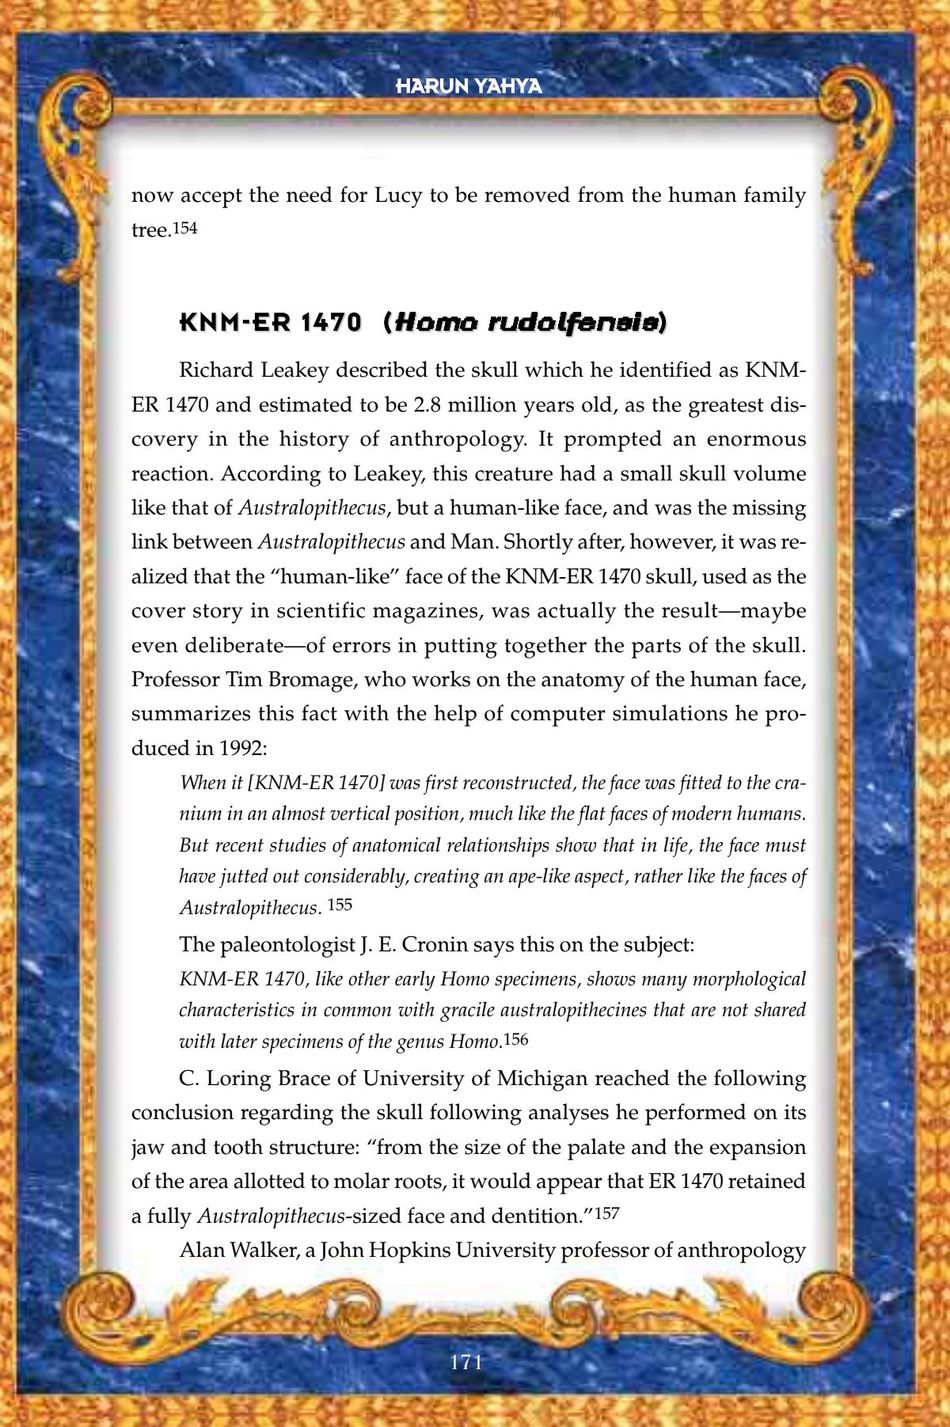 HARUN YAHYA
now accept the need for Lucy to be removed from the human family
tree.154
KNM-ER 1470 (Homo rudolfensis)
Richard Leakey described the skull which he identified as KNM-
ER 1470 and estimated to be 2.8 million years old, as the greatest dis-
covery in the history of anthropology. It prompted an enormous
reaction. According to Leakey, this creature had a small skull volume
like that of Australopithecus, but a human-like face, and was the missing
link between Australopithecus and Man. Shortly after, however, it was re-
alized that the “human-like” face of the KNM-ER 1470 skull, used as the
cover story in scientific magazines, was actually the result—maybe
even deliberate—of errors in putting together the parts of the skull.
Professor Tim Bromage, who works on the anatomy of the human face,
summarizes this fact with the help of computer simulations he pro-
duced in 1992:
When it [KNM-ER 1470] was first reconstructed, the face was fitted to the cra-
nium in an almost vertical position, much like the flat faces of modern humans.
But recent studies of anatomical relationships show that in life, the face must
have jutted out considerably, creating an ape-like aspect, rather like the faces of
Australopithecus. 155
The paleontologist J. E. Cronin says this on the subject:
KNM-ER 1470, like other early Homo specimens, shows many morphological
characteristics in common with gracile australopithecines that are not shared
with later specimens of the genus Homo.156
C. Loring Brace of University of Michigan reached the following
conclusion regarding the skull following analyses he performed on its
jaw and tooth structure: “from the size of the palate and the expansion
of the area allotted to molar roots, it would appear that ER 1470 retained
a fully Australopithecus-sized face and dentition.”157
Alan Walker, a John Hopkins University professor of anthropology
171